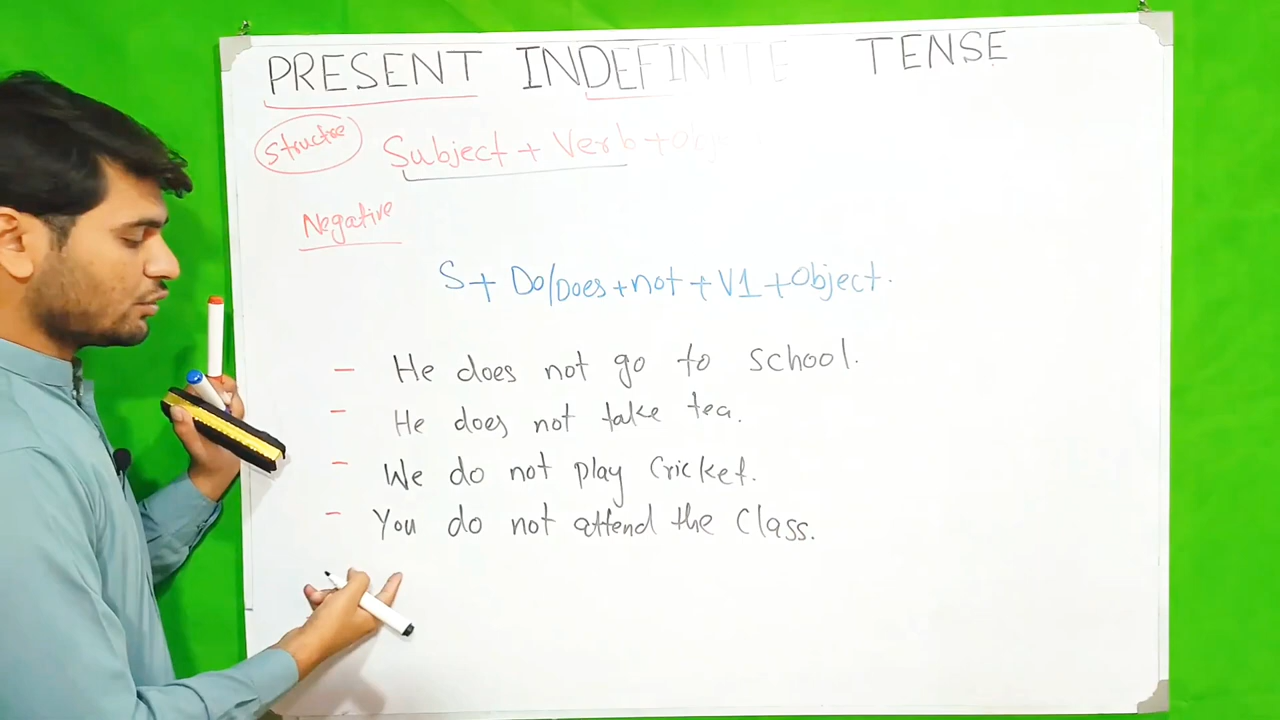 PRESENT INDEFINITE TENSE
Structre Subject + Verb + Obj
Negative
S + Do/Does + not + V1 + Object.
- He does not go to school.
- He does not take tea.
- We do not play Cricket.
- You do not attend the Class.